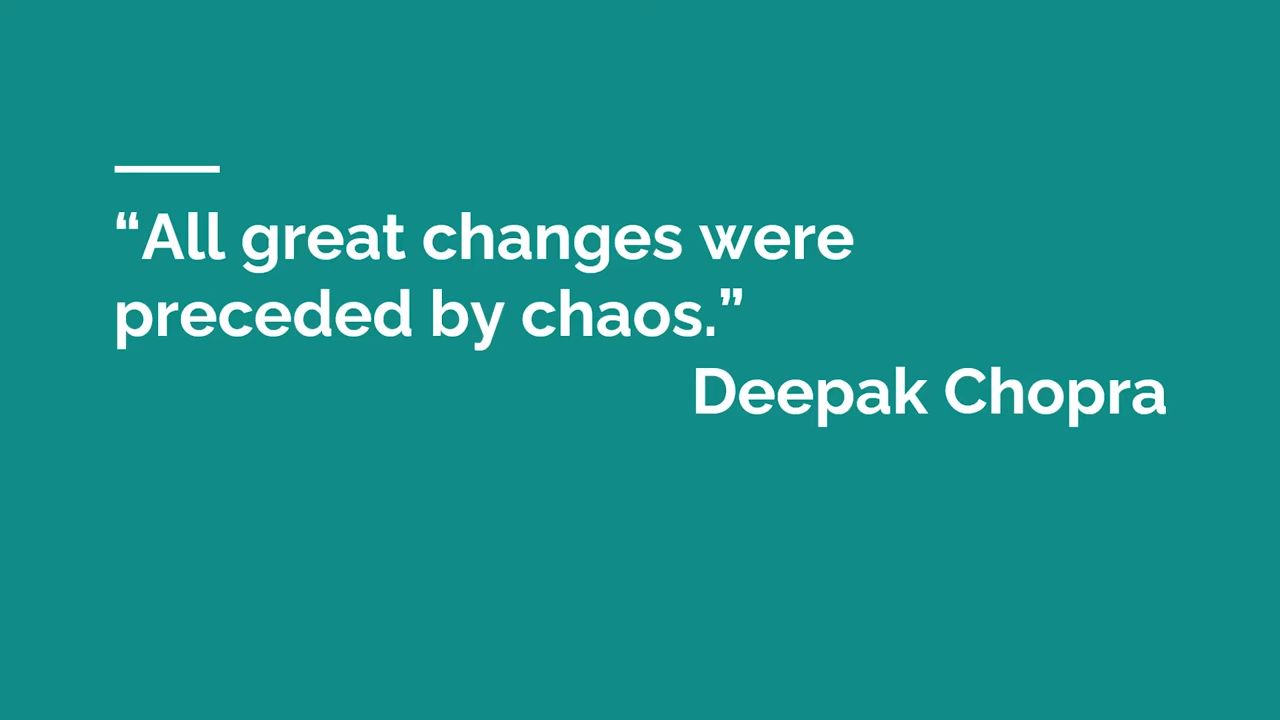 “All great changes were
preceded by chaos.”
Deepak Chopra